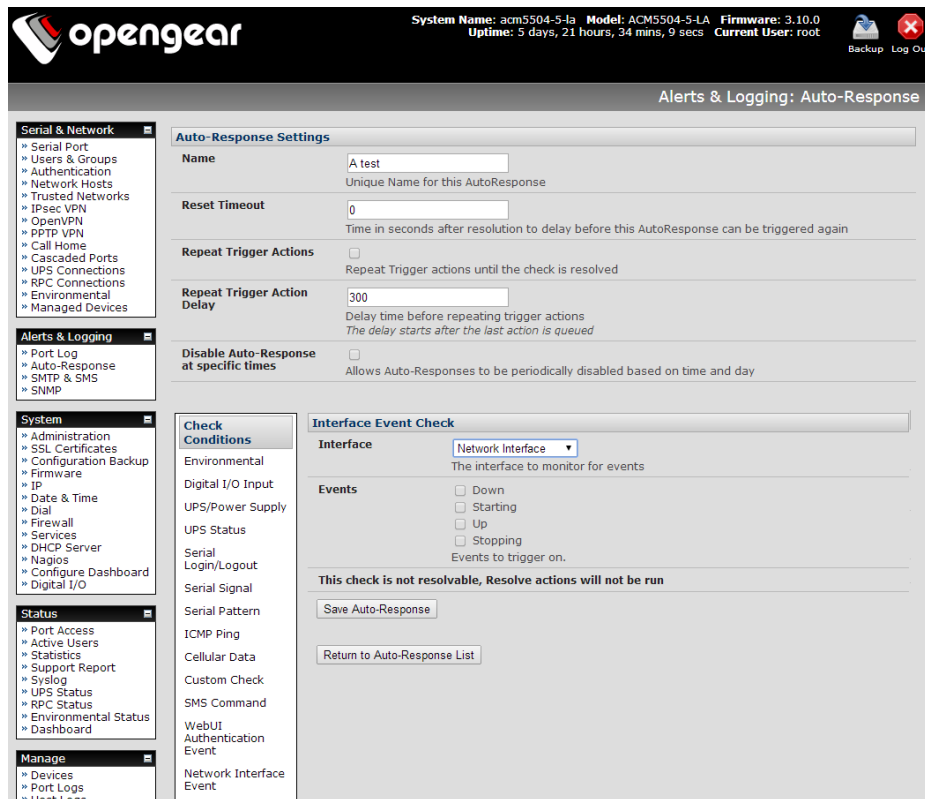 opengear
System Name: acm5504-5-la Model: ACM5504-5-LA Firmware: 3.10.0
Uptime: 5 days, 21 hours, 34 mins, 9 secs Current User: root
Backup
Log Ou
Alerts & Logging: Auto-Response
Serial & Network
» Serial Port
» Users & Groups
» Authentication
» Network Hosts
» Trusted Networks
» IPsec VPN
» OpenVPN
» PPTP VPN
» Call Home
» Cascaded Ports
» UPS Connections
» RPC Connections
» Environmental
» Managed Devices
Alerts & Logging
» Port Log
» Auto-Response
» SMTP & SMS
» SNMP
System
» Administration
» SSL Certificates
» Configuration Backup
» Firmware
» IP
» Date & Time
» Dial
» Firewall
» Services
» DHCP Server
» Nagios
» Configure Dashboard
» Digital I/O
Status
» Port Access
» Active Users
» Statistics
» Support Report
» Syslog
» UPS Status
» RPC Status
» Environmental Status
» Dashboard
Manage
» Devices
» Port Logs
» Host Logs
Auto-Response Settings
Name
A test
Unique Name for this AutoResponse
Reset Timeout
0
Time in seconds after resolution to delay before this AutoResponse can be triggered again
Repeat Trigger Actions
Repeat Trigger actions until the check is resolved
Repeat Trigger Action
Delay
300
Delay time before repeating trigger actions
The delay starts after the last action is queued
Disable Auto-Response
at specific times
Allows Auto-Responses to be periodically disabled based on time and day
Check
Conditions
Environmental
Digital I/O Input
UPS/Power Supply
UPS Status
Serial
Login/Logout
Serial Signal
Serial Pattern
ICMP Ping
Cellular Data
Custom Check
SMS Command
WebUI
Authentication
Event
Network Interface
Event
Interface Event Check
Interface
Network Interface
The interface to monitor for events
Events
Down
Starting
Up
Stopping
Events to trigger on.
This check is not resolvable, Resolve actions will not be run
Save Auto-Response
Return to Auto-Response List